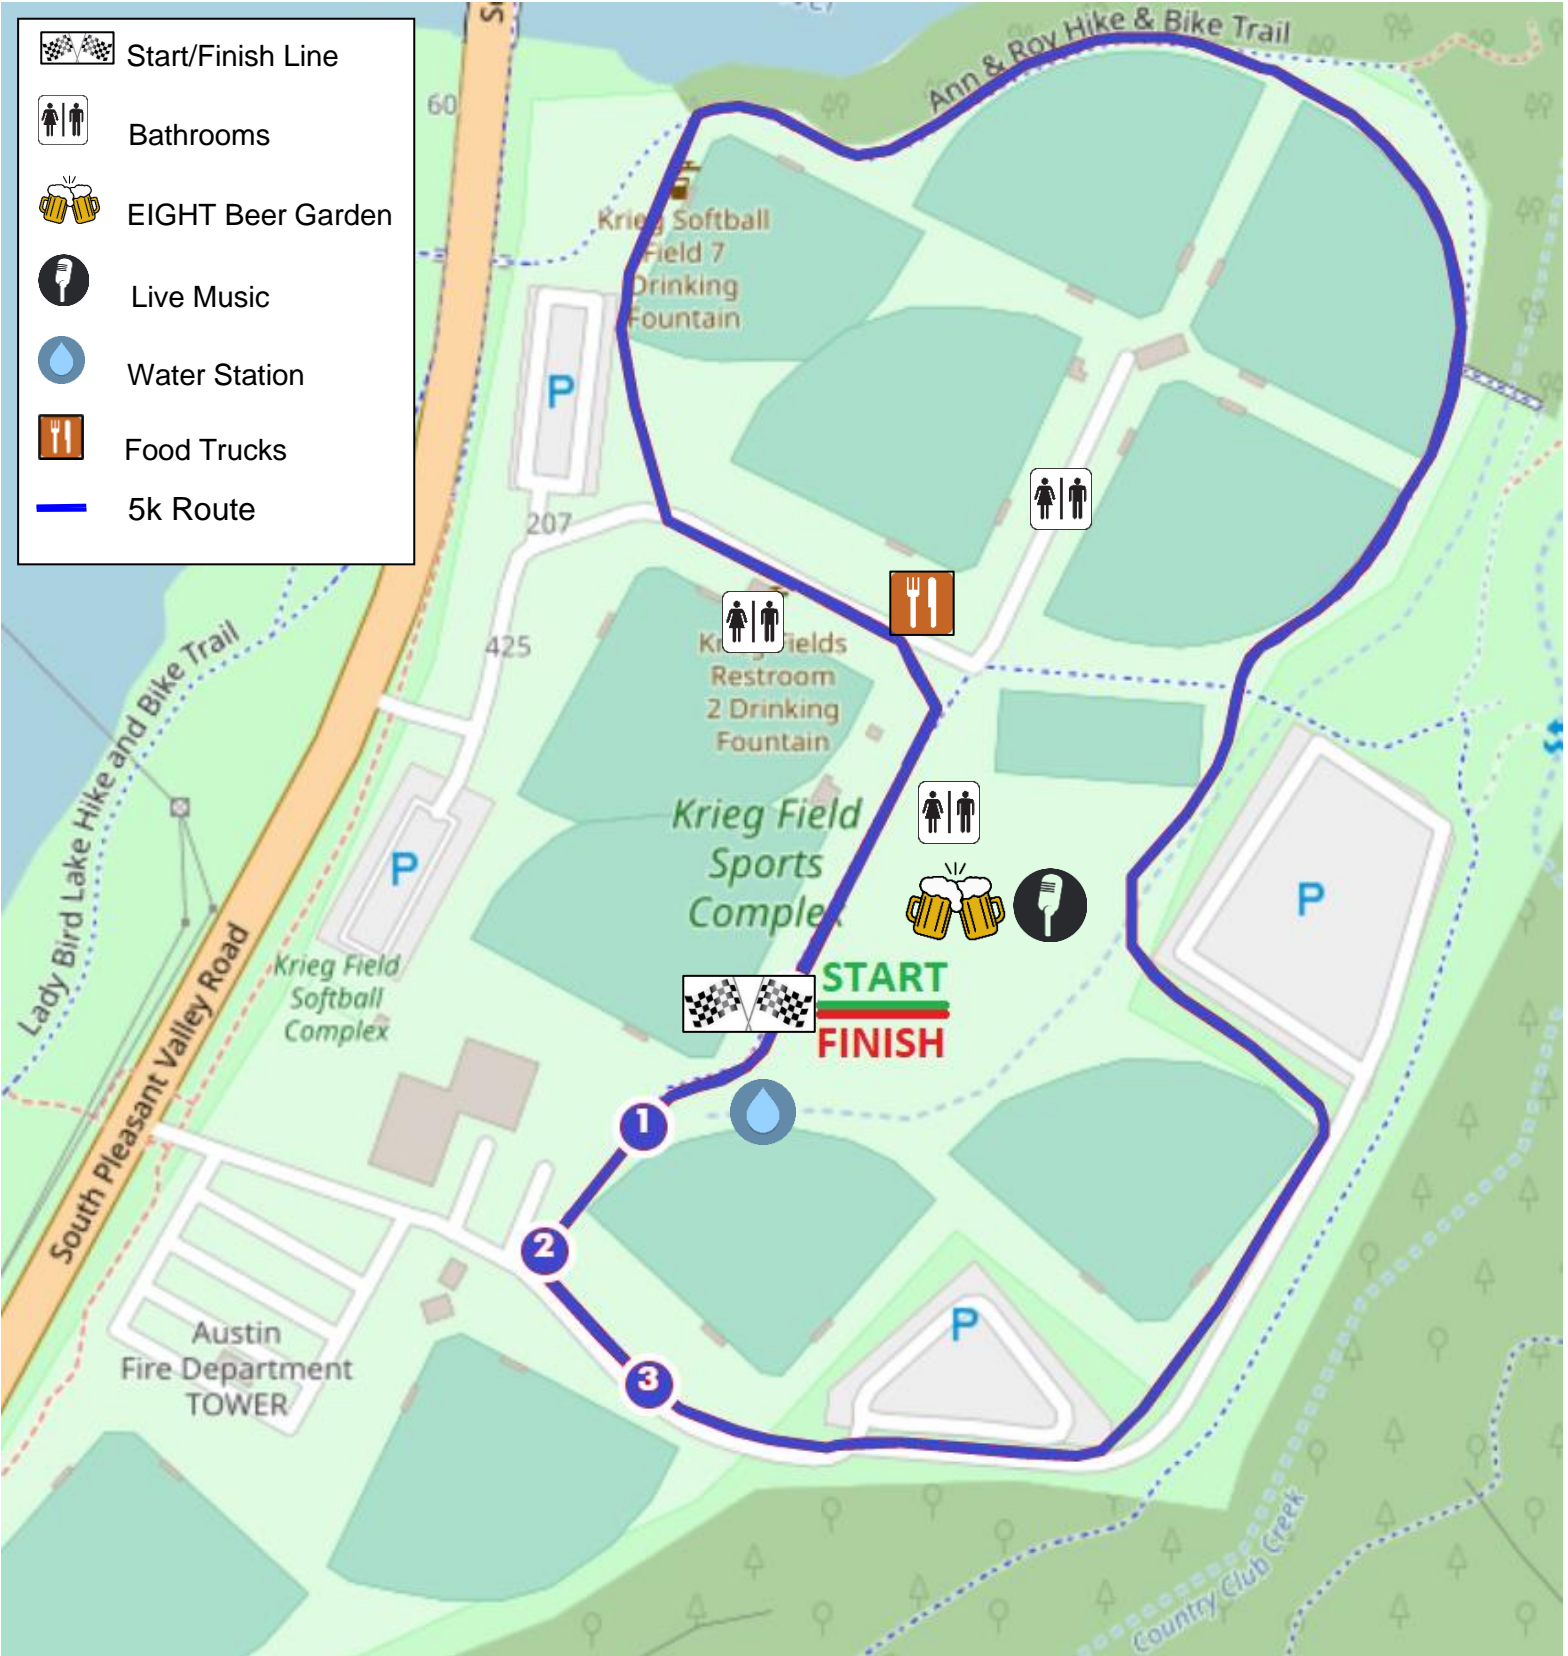 Start/Finish Line
Bathrooms
EIGHT Beer Garden
Live Music
Water Station
Food Trucks
5k Route
60
Ann & Roy Hike & Bike Trail
Krieg Softball
Field 7
Drinking
Fountain
P
207
425
Krieg Fields
Restroom
2 Drinking
Fountain
Lady Bird Lake Hike and Bike Trail
Krieg Field
Sports
Complex
P
P
South Pleasant Valley Road
Krieg Field
Softball
Complex
START
FINISH
1
2
3
P
Austin
Fire Department
TOWER
Country Club Creek